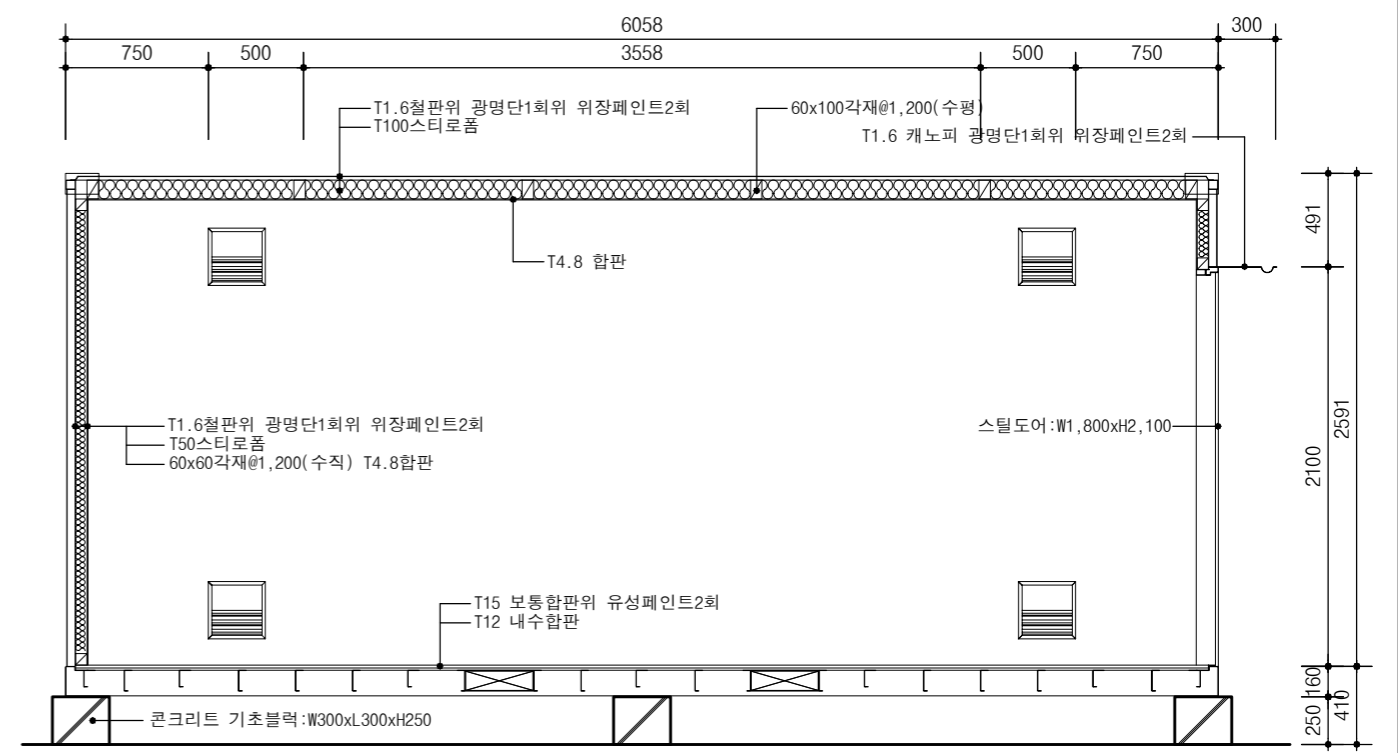 6058
300
750
500
3558
500
750
T1.6철판위 광명단1회위 위장페인트2회
T100스티로폼
60x100각재@1,200(수평)
T1.6 캐노피 광명단1회위 위장페인트2회
T4.8 합판
491
2591
2100
T1.6철판위 광명단1회위 위장페인트2회
T50스티로폼
60x60각재@1,200(수직) T4.8합판
스틸도어:W1,800xH2,100
T15 보통합판위 유성페인트2회
T12 내수합판
160
410
250
콘크리트 기초블럭:W300xL300xH250